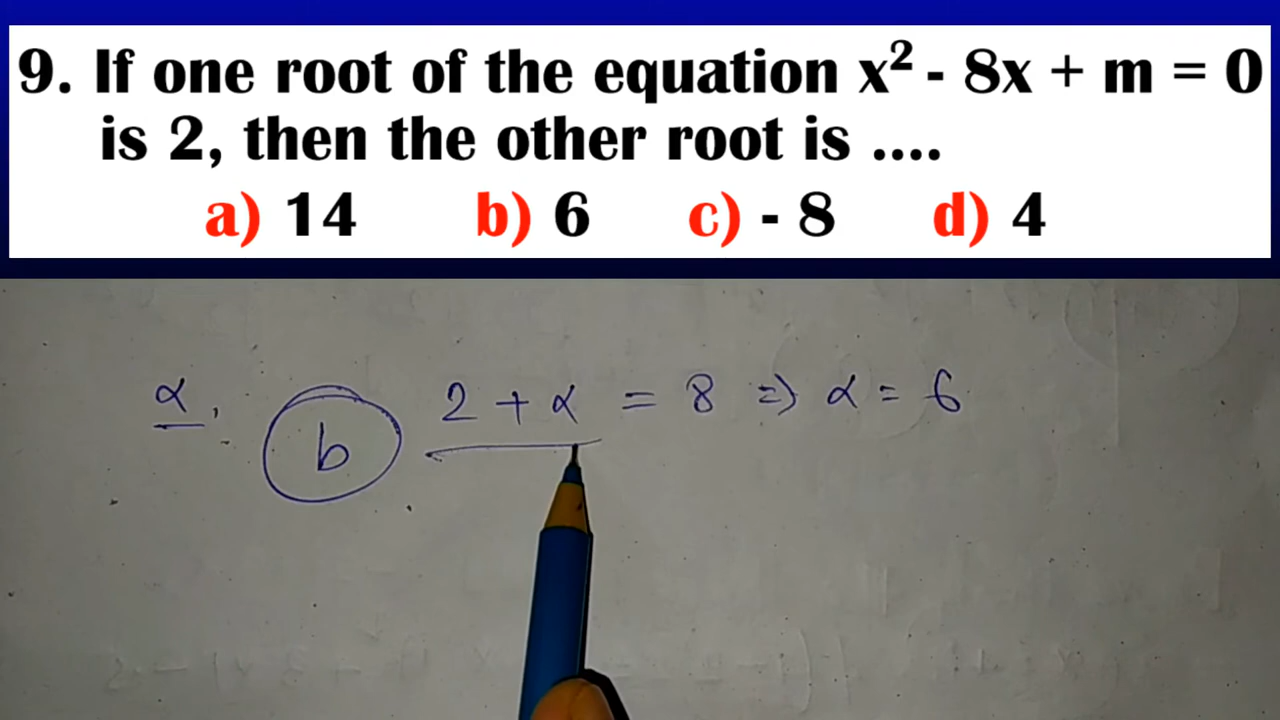 9. If one root of the equation x² - 8x + m = 0
is 2, then the other root is ....
a) 14 b) 6 c) - 8 d) 4
α, b 2 + α = 8 ⇒ α = 6